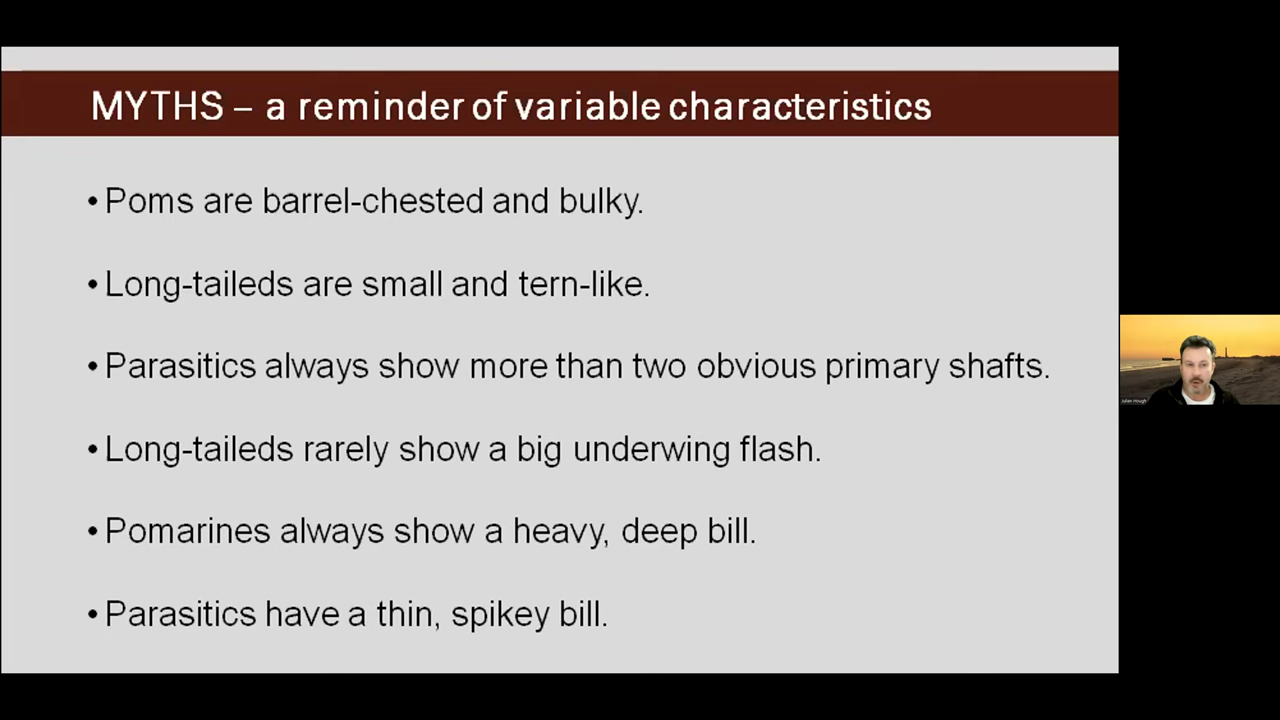 MYTHS – a reminder of variable characteristics
• Poms are barrel-chested and bulky.
• Long-taileds are small and tern-like.
• Parasitics always show more than two obvious primary shafts.
• Long-taileds rarely show a big underwing flash.
• Pomarines always show a heavy, deep bill.
• Parasitics have a thin, spikey bill.
Julian Hough